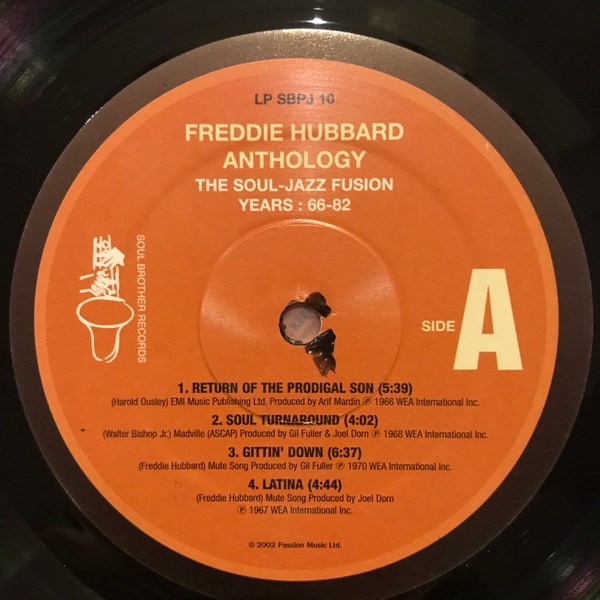 LP SBPJ 10
FREDDIE HUBBARD
ANTHOLOGY
THE SOUL-JAZZ FUSION
YEARS : 66-82
SOUL BROTHER RECORDS
SIDE A
1. RETURN OF THE PRODIGAL SON (5:39)
(Harold Ousley) EMI Music Publishing Ltd. Produced by Arif Mardin ℗ 1966 WEA International Inc.
2. SOUL TURNAROUND (4:02)
(Walter Bishop Jr.) Madville (ASCAP) Produced by Gil Fuller & Joel Dorn ℗ 1968 WEA International Inc.
3. GITTIN' DOWN (6:37)
(Freddie Hubbard) Mute Song Produced by Gil Fuller ℗ 1970 WEA International Inc.
4. LATINA (4:44)
(Freddie Hubbard) Mute Song Produced by Joel Dorn
℗ 1967 WEA International Inc.
© 2002 Passion Music Ltd.